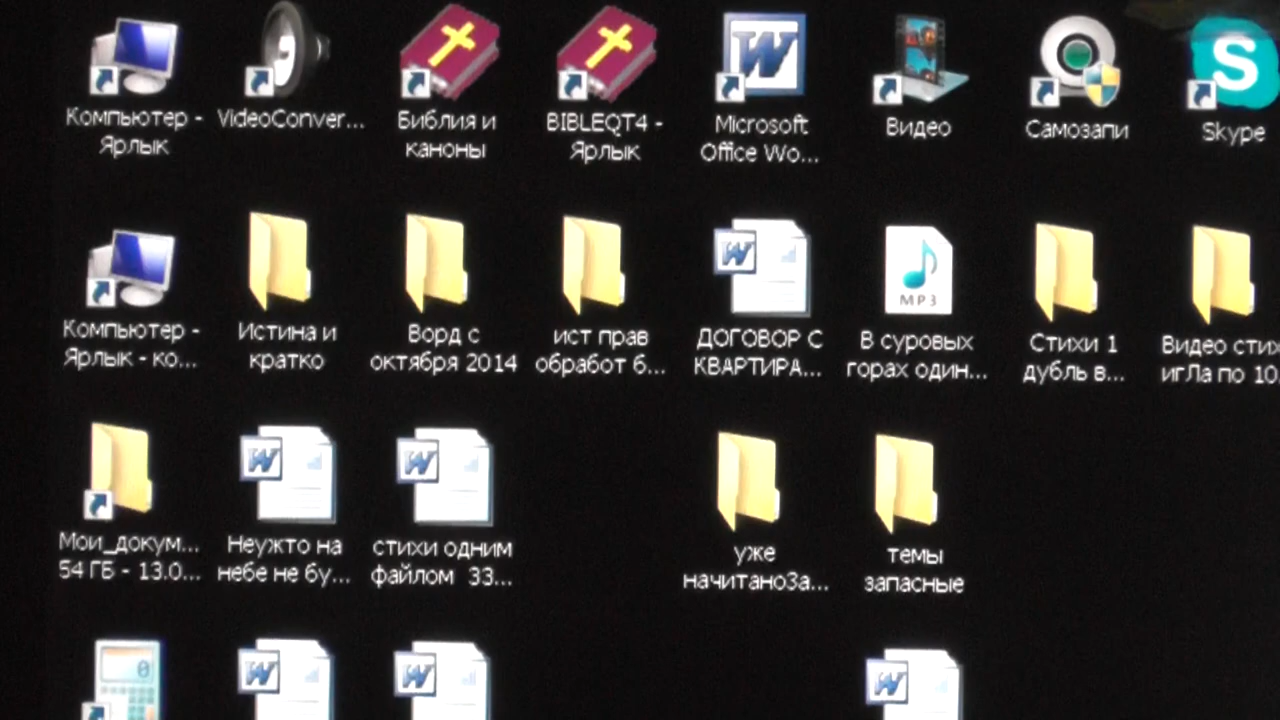 Компьютер -
Ярлык
VideoConver...
Библия и
каноны
BIBLEQT4 -
Ярлык
W
Microsoft
Office Wo...
Видео
Самозапи
S
Skype
Компьютер -
Ярлык - ко...
Истина и
кратко
Ворд с
октября 2014
ист прав
обработ б...
W
ДОГОВОР С
КВАРТИРА...
MP3
В суровых
горах один...
Стихи 1
дубль в...
Видео стих
игЛа по 10
Мои_докум...
54 ГБ - 13.0...
W
Неужто на
небе не бу...
W
стихи одним
файлом 33...
уже
начитаноЗа...
темы
запасные
0
W
W
W